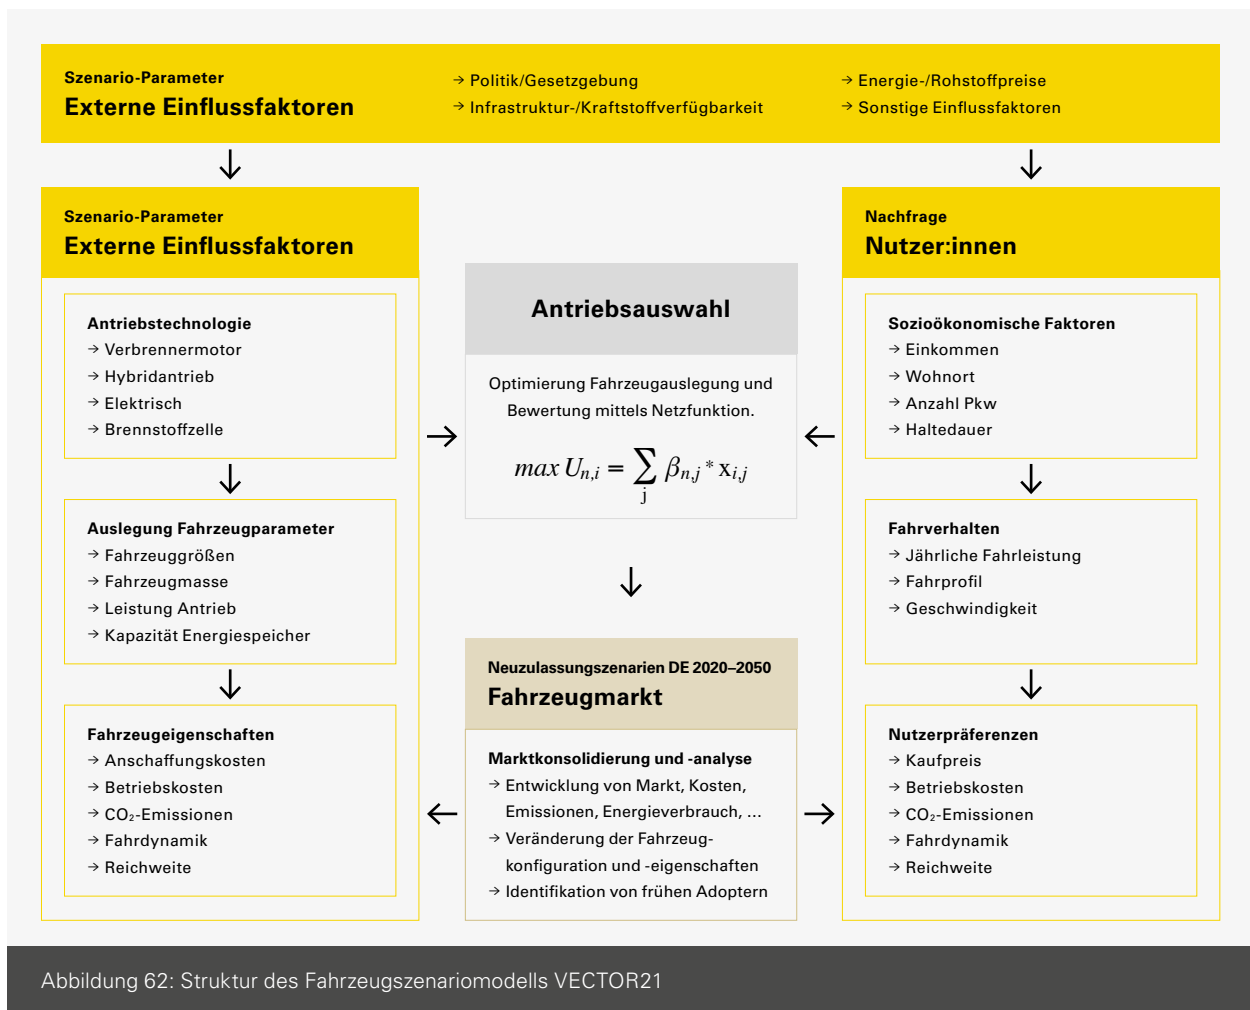 Szenario-Parameter
Externe Einflussfaktoren
→ Politik/Gesetzgebung
→ Infrastruktur-/Kraftstoffverfügbarkeit
→ Energie-/Rohstoffpreise
→ Sonstige Einflussfaktoren
Szenario-Parameter
Externe Einflussfaktoren
Antriebstechnologie
→ Verbrennermotor
→ Hybridantrieb
→ Elektrisch
→ Brennstoffzelle
Auslegung Fahrzeugparameter
→ Fahrzeuggrößen
→ Fahrzeugmasse
→ Leistung Antrieb
→ Kapazität Energiespeicher
Fahrzeugeigenschaften
→ Anschaffungskosten
→ Betriebskosten
→ CO₂-Emissionen
→ Fahrdynamik
→ Reichweite
Antriebsauswahl
Optimierung Fahrzeugauslegung und
Bewertung mittels Netzfunktion.
max U_{n,i} = ∑_j β_{n,j} * x_{i,j}
Neuzulassungszenarien DE 2020–2050
Fahrzeugmarkt
Marktkonsolidierung und -analyse
→ Entwicklung von Markt, Kosten,
Emissionen, Energieverbrauch, …
→ Veränderung der Fahrzeug-
konfiguration und -eigenschaften
→ Identifikation von frühen Adoptern
Nachfrage
Nutzer:innen
Sozioökonomische Faktoren
→ Einkommen
→ Wohnort
→ Anzahl Pkw
→ Haltedauer
Fahrverhalten
→ Jährliche Fahrleistung
→ Fahrprofil
→ Geschwindigkeit
Nutzerpräferenzen
→ Kaufpreis
→ Betriebskosten
→ CO₂-Emissionen
→ Fahrdynamik
→ Reichweite
Abbildung 62: Struktur des Fahrzeugszenariomodells VECTOR21